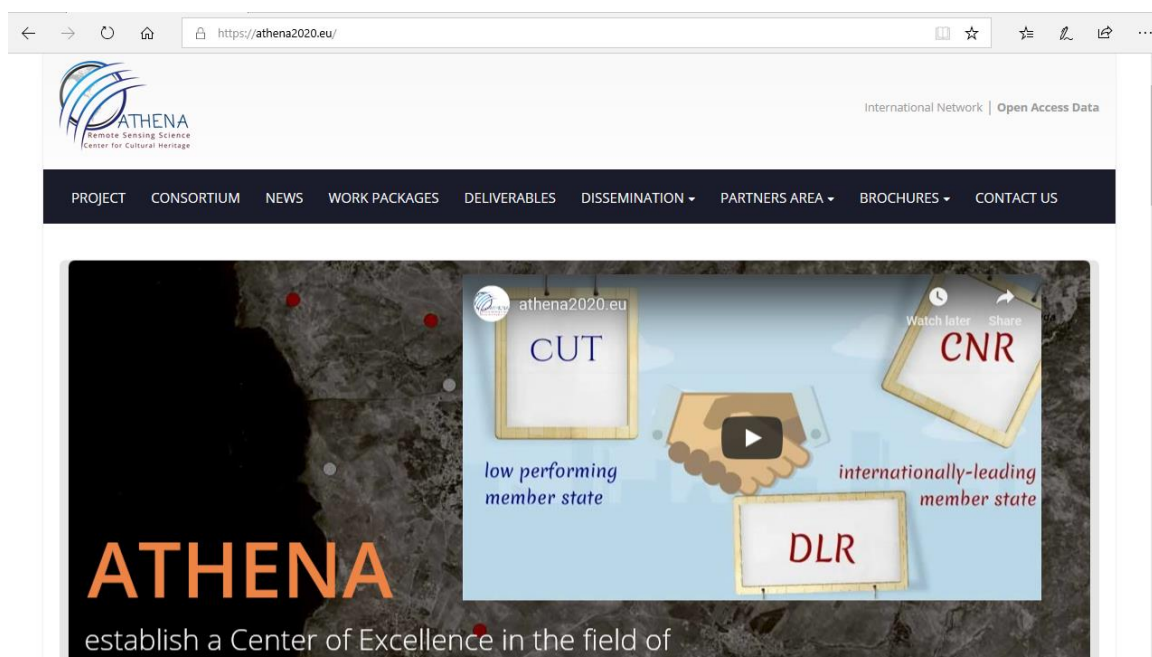 https://athena2020.eu/
ATHENA
Remote Sensing Science
Center for Cultural Heritage
International Network | Open Access Data
PROJECT CONSORTIUM NEWS WORK PACKAGES DELIVERABLES DISSEMINATION PARTNERS AREA BROCHURES CONTACT US
athena2020.eu
Watch later Share
CUT
CNR
low performing
member state
internationally-leading
member state
DLR
ATHENA
establish a Center of Excellence in the field of